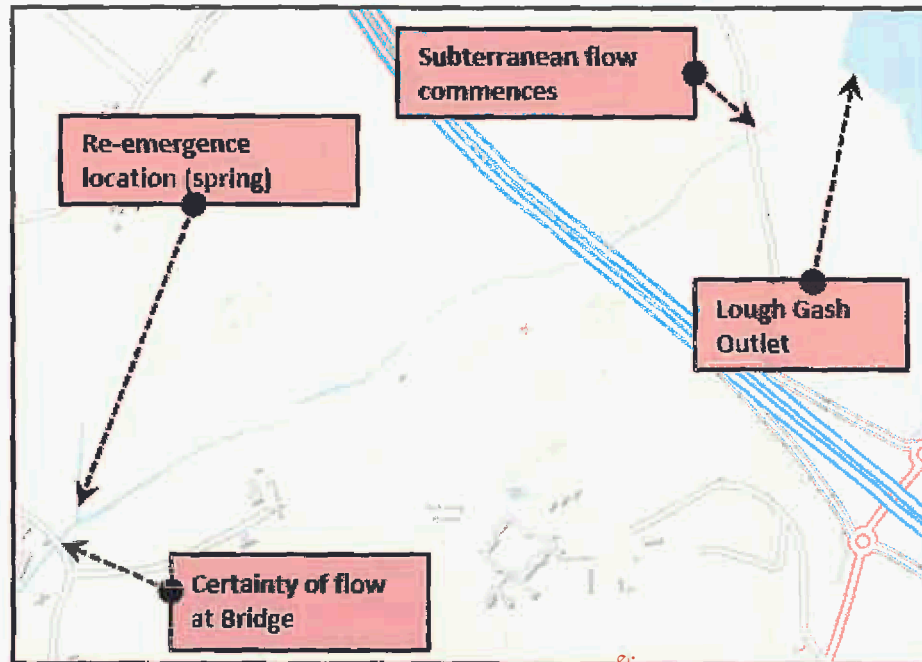 Subterranean flow
commences
Re-emergence
location (spring)
Lough Gash
Outlet
Certainty of flow
at Bridge